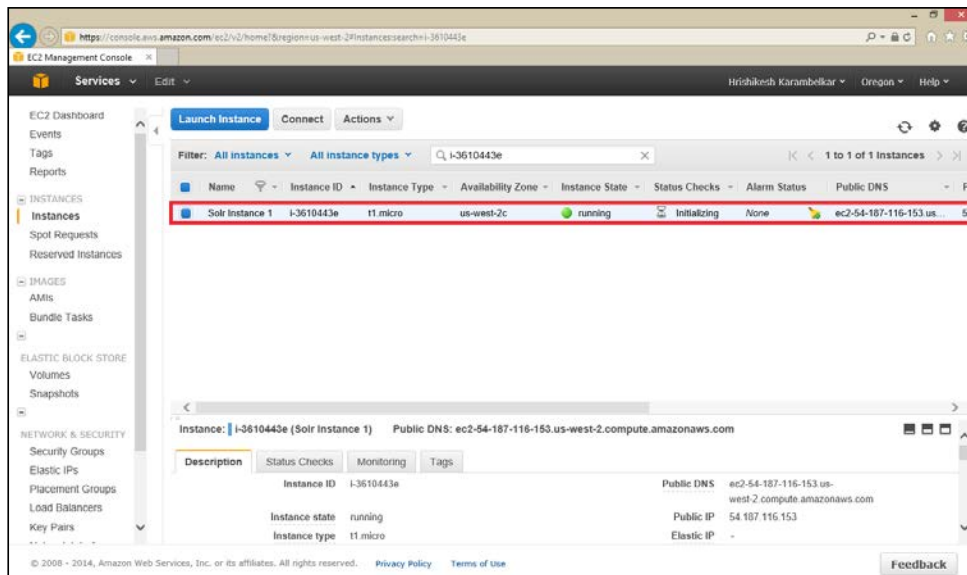 https://console.aws.amazon.com/ec2/v2/home?&region=us-west-2#Instances:search=i-3610443e
EC2 Management Console
Services Edit Hrishikesh Karambelkar Oregon Help
EC2 Dashboard
Events
Tags
Reports
INSTANCES
Instances
Spot Requests
Reserved Instances
IMAGES
AMIs
Bundle Tasks
ELASTIC BLOCK STORE
Volumes
Snapshots
NETWORK & SECURITY
Security Groups
Elastic IPs
Placement Groups
Load Balancers
Key Pairs
Launch Instance Connect Actions
Filter: All instances All instance types i-3610443e 1 to 1 of 1 Instances
Name Instance ID Instance Type Availability Zone Instance State Status Checks Alarm Status Public DNS
Solr Instance 1 i-3610443e t1.micro us-west-2c running Initializing None ec2-54-187-116-153.us...
Instance: i-3610443e (Solr Instance 1) Public DNS: ec2-54-187-116-153.us-west-2.compute.amazonaws.com
Description Status Checks Monitoring Tags
Instance ID i-3610443e Public DNS ec2-54-187-116-153.us-
west-2.compute.amazonaws.com
Instance state running Public IP 54.187.116.153
Instance type t1.micro Elastic IP -
© 2008 - 2014, Amazon Web Services, Inc. or its affiliates. All rights reserved. Privacy Policy Terms of Use Feedback